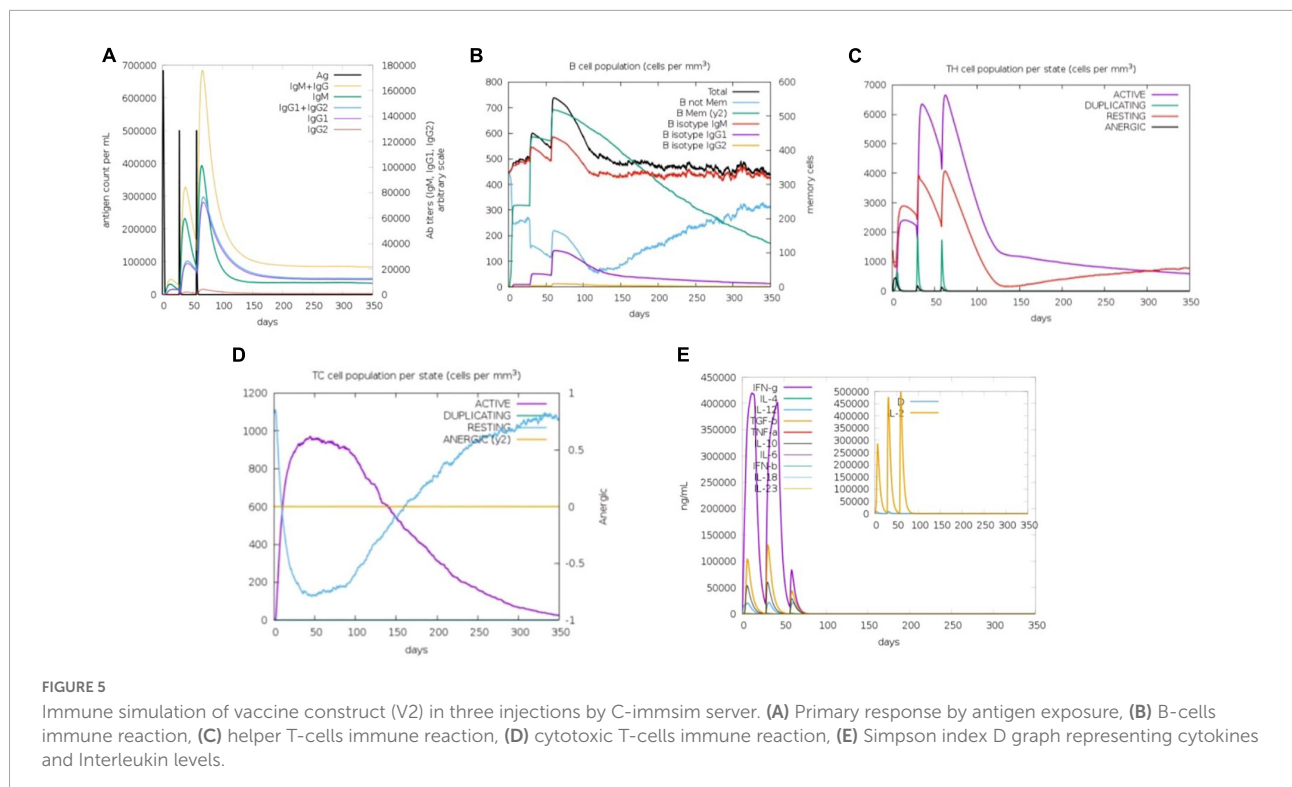 A
700000
600000
500000
400000
300000
200000
100000
0
antigen count per mL
Ag
IgM+IgG
IgM
IgG1+IgG2
IgG1
IgG2
180000
160000
140000
120000
100000
80000
60000
40000
20000
0
Ab titers (IgM, IgG1, IgG2)
arbitrary scale
0 50 100 150 200 250 300 350
days
B
B cell population (cells per mm³)
800
700
600
500
400
300
200
100
0
Total
B not Mem
B Mem (y2)
B isotype IgM
B isotype IgG1
B isotype IgG2
600
500
400
300
200
100
0
memory cells
0 50 100 150 200 250 300 350
days
C
TH cell population per state (cells per mm³)
7000
6000
5000
4000
3000
2000
1000
0
ACTIVE
DUPLICATING
RESTING
ANERGIC
0 50 100 150 200 250 300 350
days
D
TC cell population per state (cells per mm³)
1200
1000
800
600
400
200
0
ACTIVE
DUPLICATING
RESTING
ANERGIC (y2)
1
0.5
0
-0.5
-1
Anergic
0 50 100 150 200 250 300 350
days
E
450000
400000
350000
300000
250000
200000
150000
100000
50000
0
ng/mL
IFN-g
IL-4
IL-12
TGF-b
TNF-a
IL-10
IL-6
IFN-b
IL-18
IL-23
500000
450000
400000
350000
300000
250000
200000
150000
100000
50000
0
D
IL-2
0 50 100 150 200 250 300 350
0 50 100 150 200 250 300 350
days
FIGURE 5
Immune simulation of vaccine construct (V2) in three injections by C-immsim server. (A) Primary response by antigen exposure, (B) B-cells
immune reaction, (C) helper T-cells immune reaction, (D) cytotoxic T-cells immune reaction, (E) Simpson index D graph representing cytokines
and Interleukin levels.